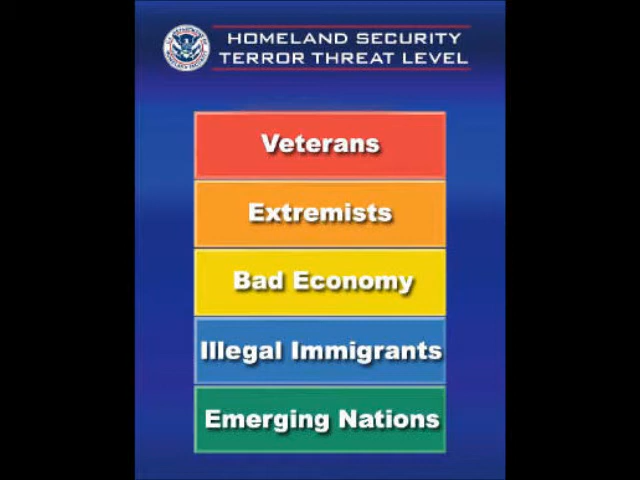 HOMELAND SECURITY
TERROR THREAT LEVEL
Veterans
Extremists
Bad Economy
Illegal Immigrants
Emerging Nations